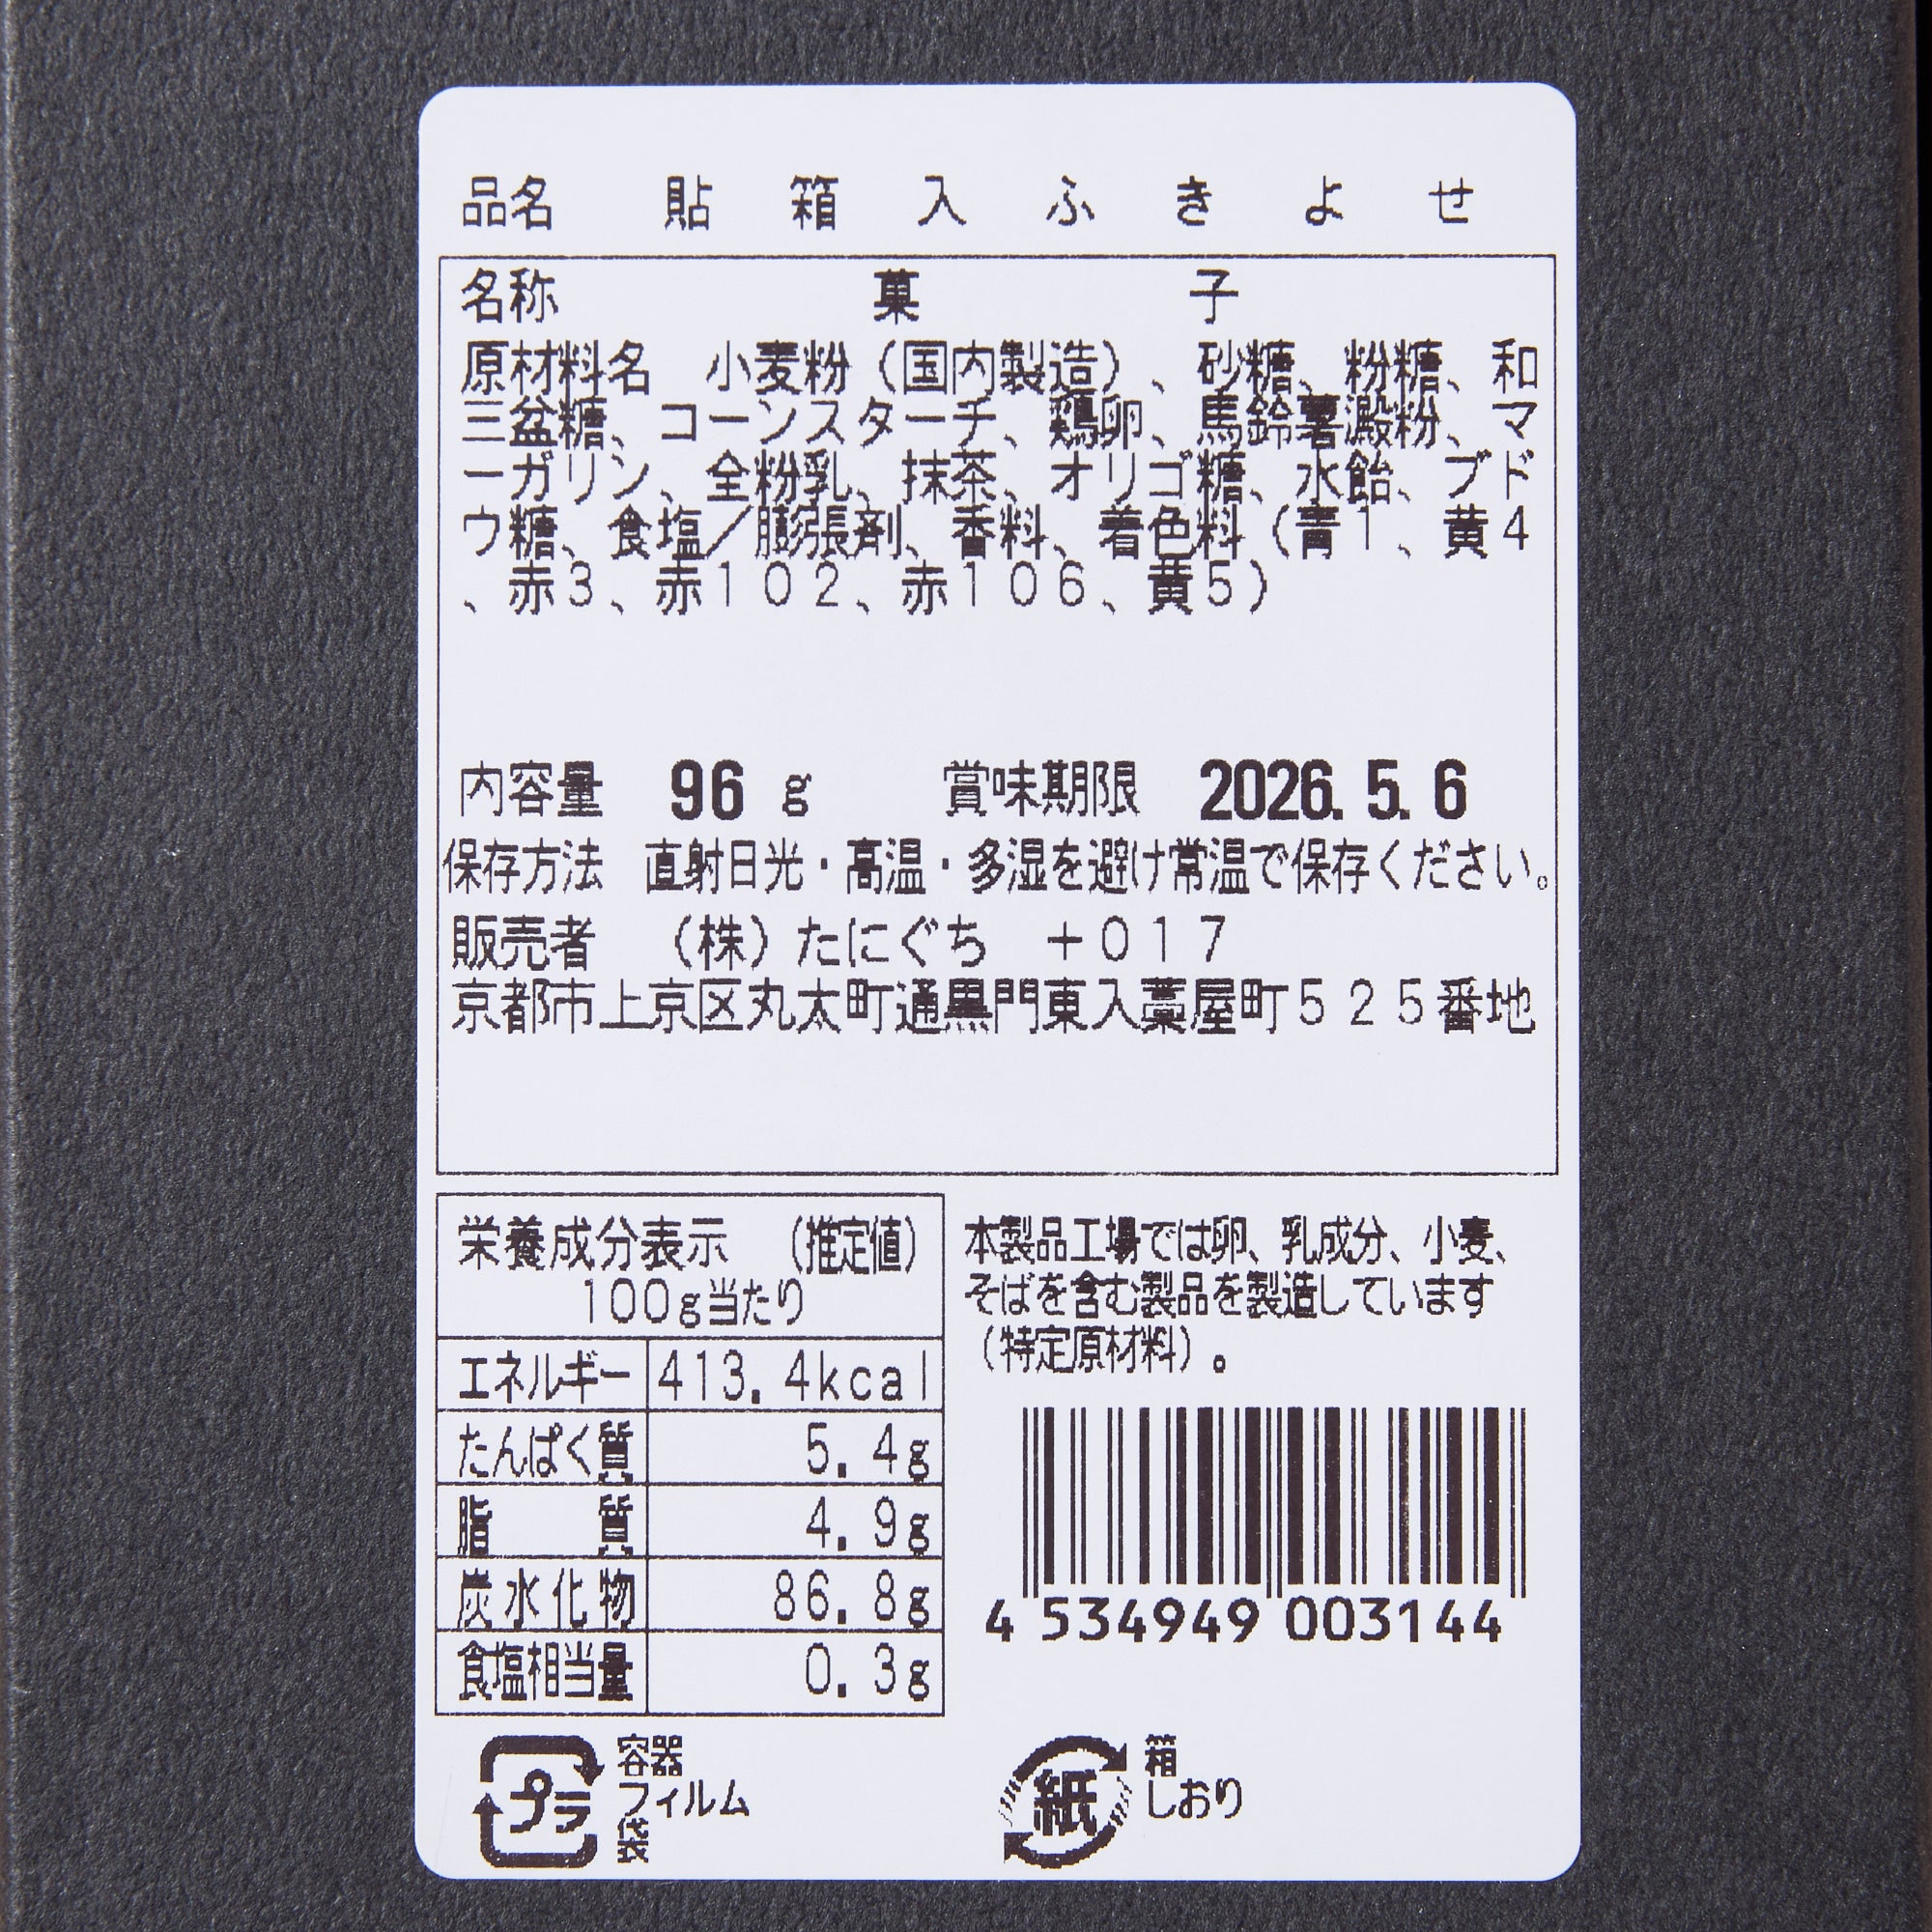 品名 貼箱入ふきよせ
名称 菓子
原材料名 小麦粉(国内製造)、砂糖、粉糖、和
三盆糖、コーンスターチ、鶏卵、馬鈴薯澱粉、マ
ーガリン、全粉乳、抹茶、オリゴ糖、水飴、ブド
ウ糖、食塩/膨張剤、香料、着色料(青1、黄4
、赤3、赤102、赤106、黄5)
内容量 96g 賞味期限 2026.5.6
保存方法 直射日光・高温・多湿を避け常温で保存ください。
販売者 (株)たにぐち +017
京都市上京区丸太町通黒門東入藁屋町525番地
栄養成分表示 (推定値)
100g当たり
エネルギー 413.4kcal
たんぱく質 5.4g
脂質 4.9g
炭水化物 86.8g
食塩相当量 0.3g
本製品工場では卵、乳成分、小麦、
そばを含む製品を製造しています
(特定原材料)。
4 534949 003144
プラ
容器
フィルム
袋
紙
箱
しおり